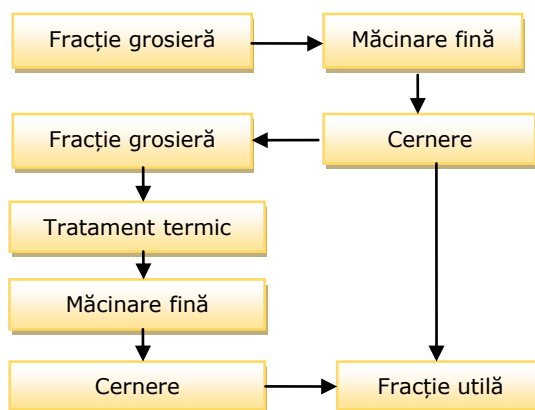 Fracție grosieră
Măcinare fină
Fracție grosieră
Cernere
Tratament termic
Măcinare fină
Cernere
Fracție utilă